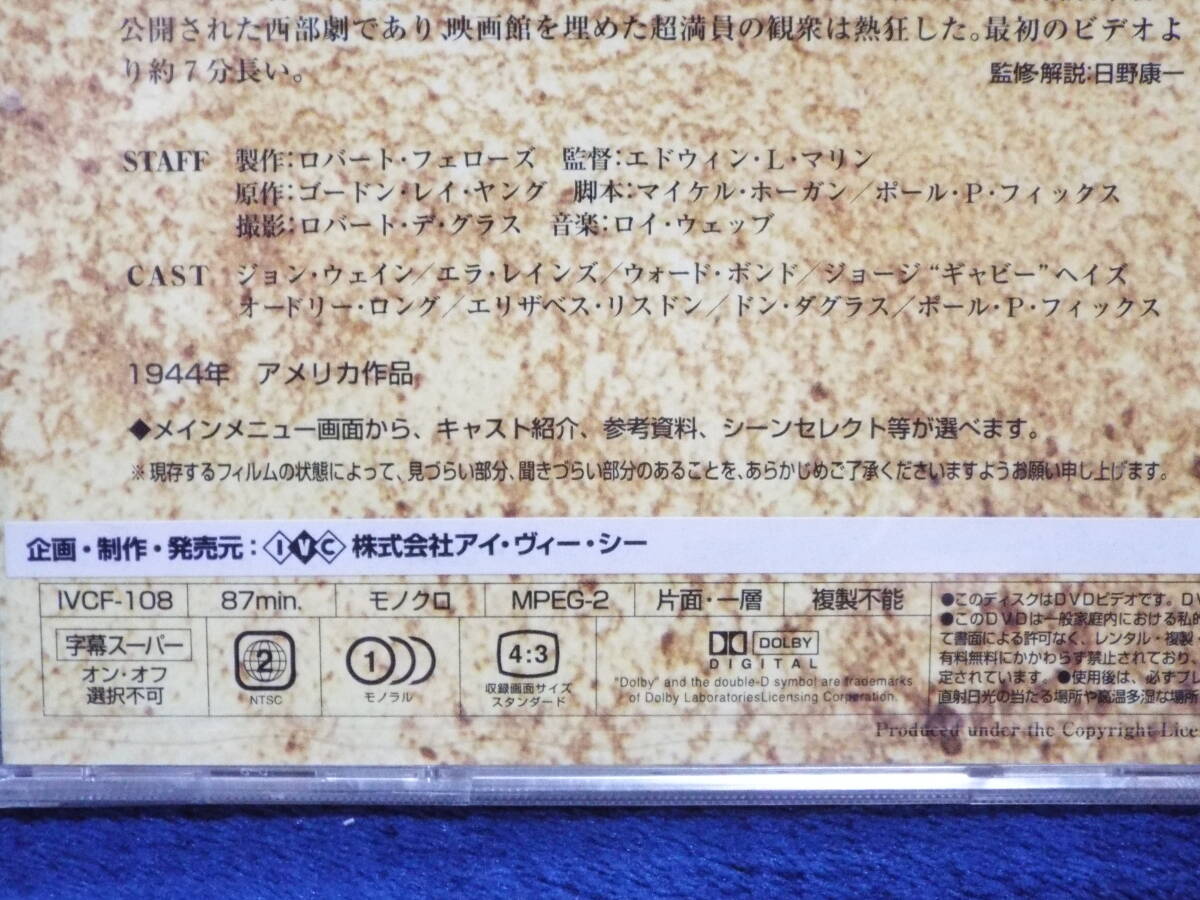 公開された西部劇であり、映画館を埋めた超満員の観衆は熱狂した。最初のビデオよ
り約7分長い。
監修・解説：日野康一
STAFF 製作：ロバート・フェローズ 監督：エドウィン・L・マリン
原作：ゴードン・レイ・ヤング 脚本：マイケル・ホーガン／ポール・P・フィックス
撮影：ロバート・デ・グラス 音楽：ロイ・ウェッブ
CAST ジョン・ウェイン／エラ・レインズ／ウォード・ボンド／ジョージ“ギャビー”ヘイズ
オードリー・ロング／エリザベス・リスドン／ドン・ダグラス／ポール・P・フィックス
1944年 アメリカ作品
◆メインメニュー画面から、キャスト紹介、参考資料、シーンセレクト等が選べます。
※現存するフィルムの状態によって、見づらい部分、聞きづらい部分のあることを、あらかじめご了承くださいますようお願い申し上げます。
企画・制作・発売元：IVC 株式会社アイ・ヴィー・シー
IVCF-108 87min. モノクロ MPEG-2 片面・一層 複製不能
字幕スーパー
オン・オフ
選択不可
2
NTSC
1
モノラル
4:3
収録画面サイズ
スタンダード
DOLBY
DIGITAL
"Dolby" and the double-D symbol are trademarks
of Dolby LaboratoriesLicensing Corporation.
●このディスクはDVDビデオです。DV
●このDVDは一般家庭内における私的
て書面による許可なく、レンタル・複製
有料無料にかかわらず禁止されており、
定されています。●使用後は、必ずプレ
直射日光の当たる場所や高温多湿な場所
Produced under the Copyright Lice